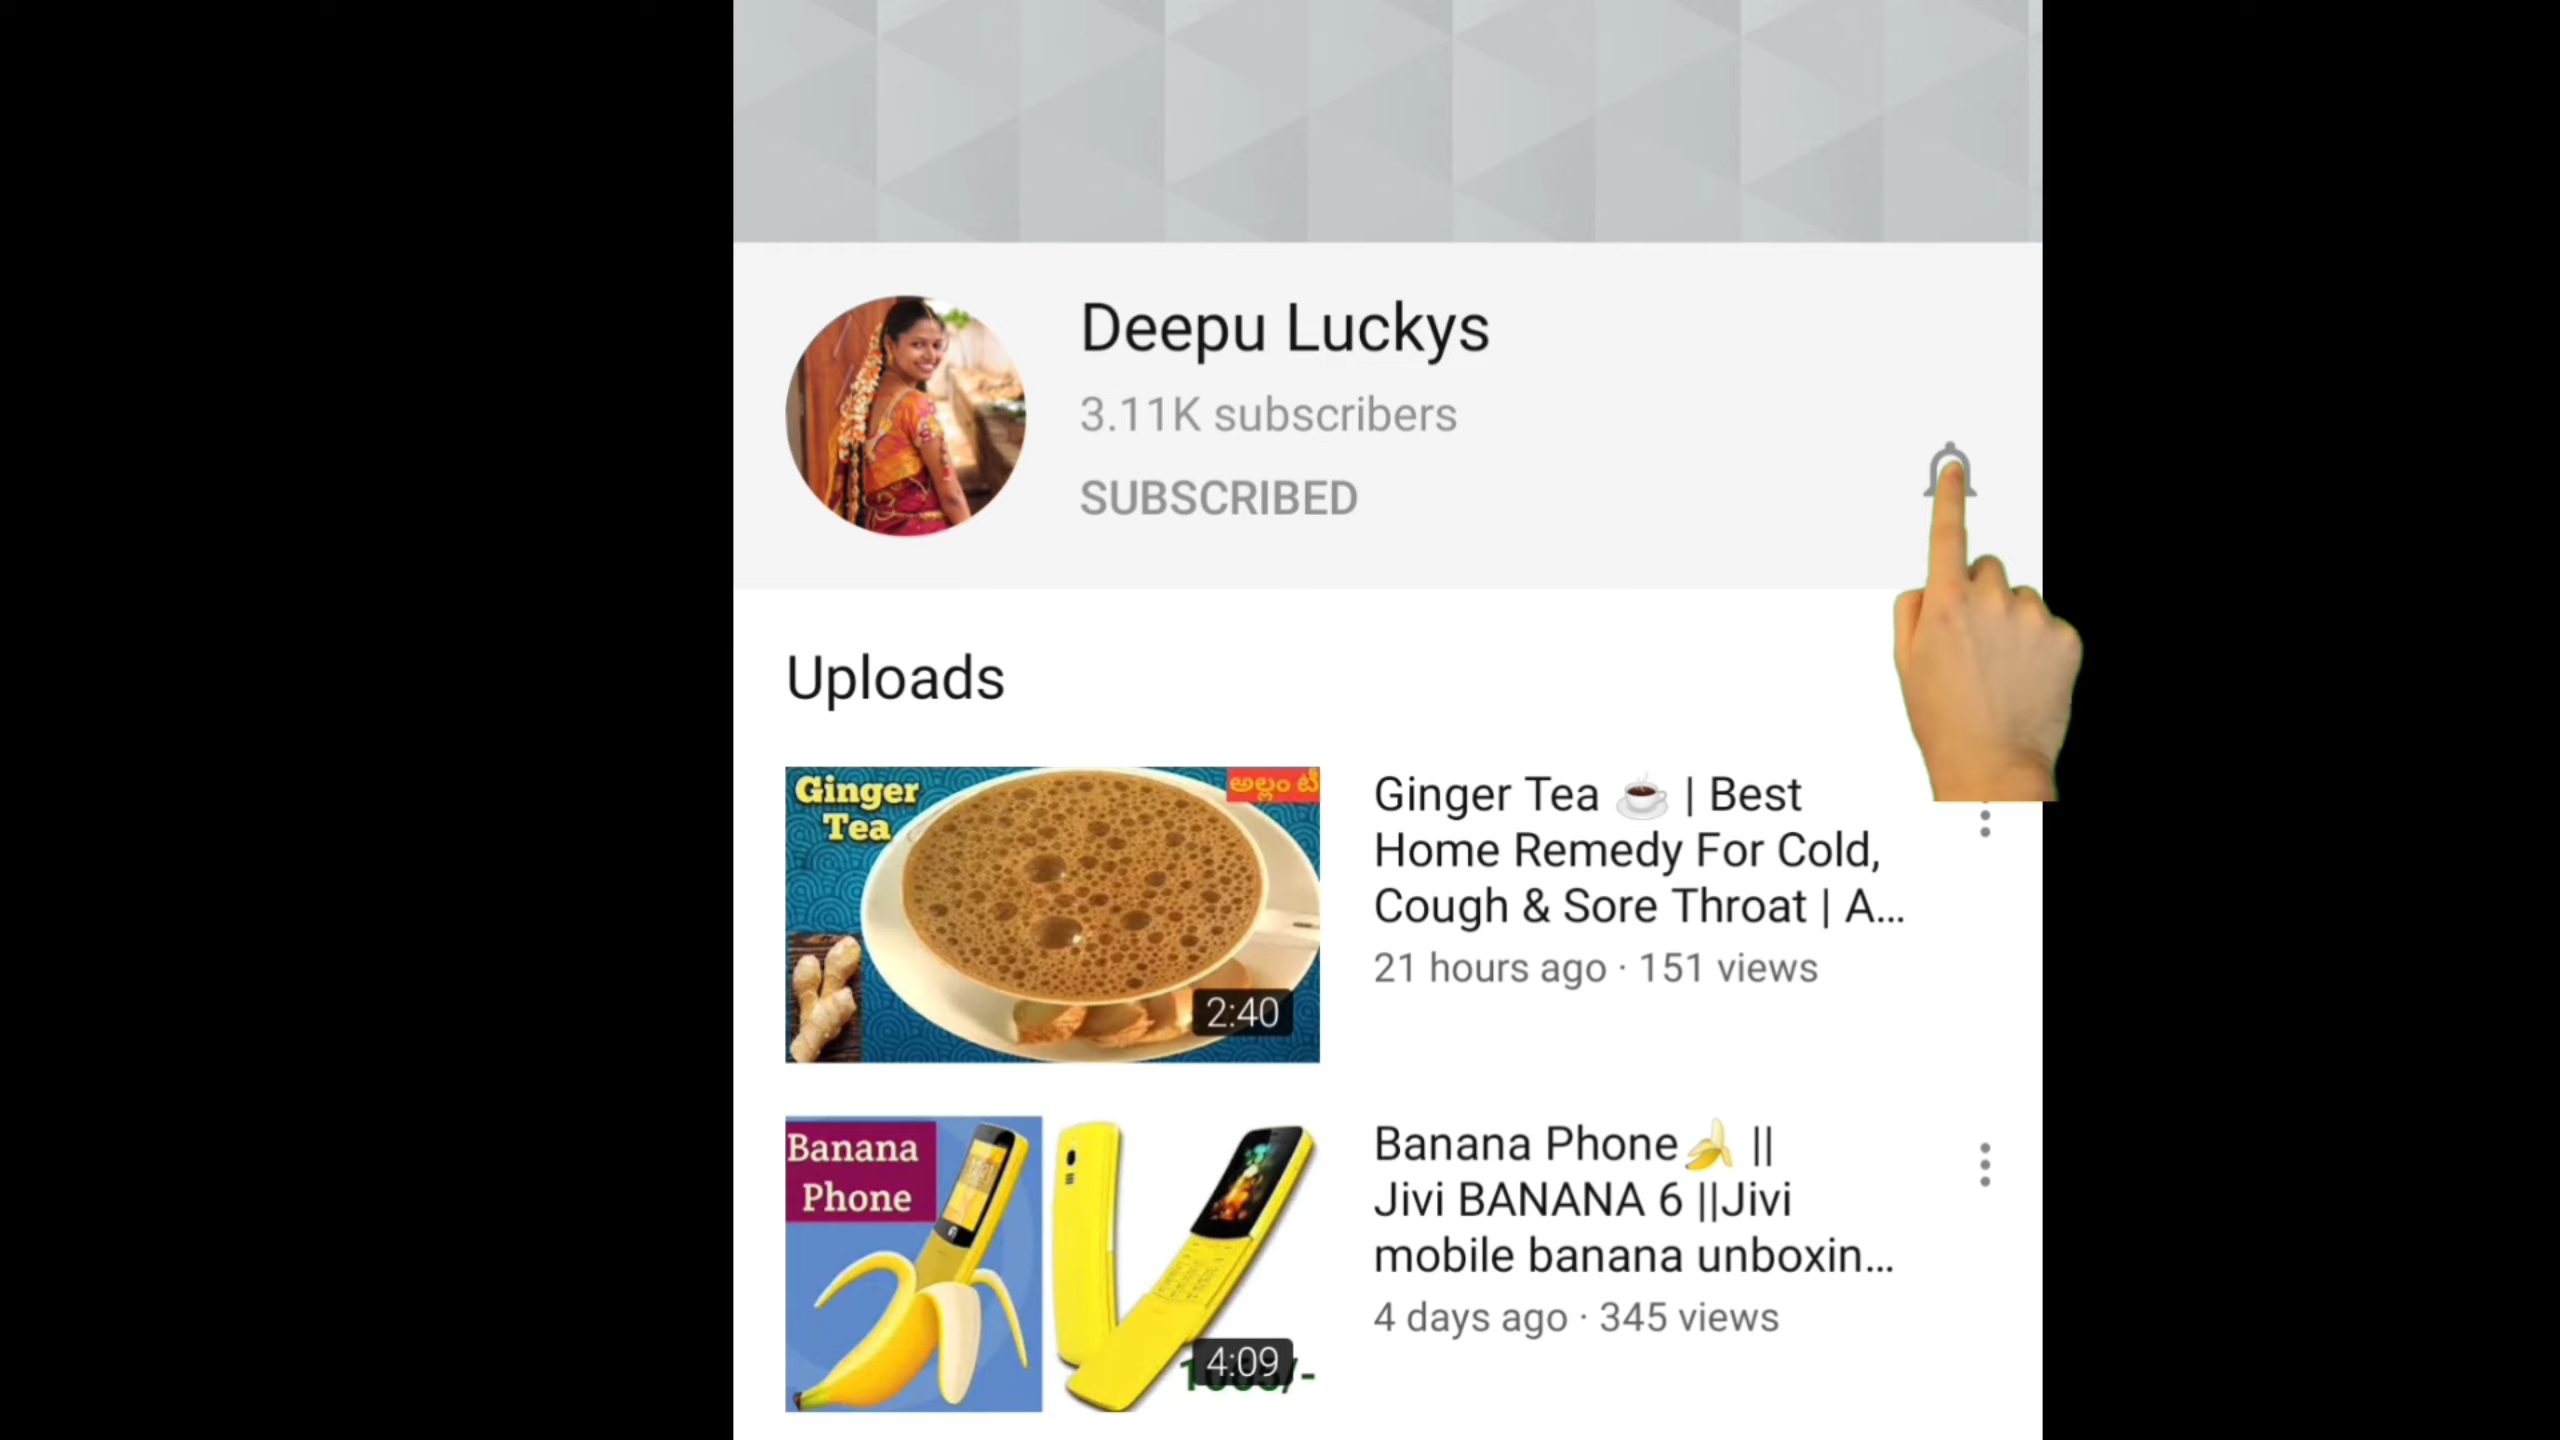 Deepu Luckys
3.11K subscribers
SUBSCRIBED
Uploads
Ginger
Tea
అల్లం టీ
2:40
Ginger Tea ☕ | Best
Home Remedy For Cold,
Cough & Sore Throat | A...
21 hours ago · 151 views
Banana
Phone
4:09
Banana Phone🍌 ||
Jivi BANANA 6 ||Jivi
mobile banana unboxin...
4 days ago · 345 views